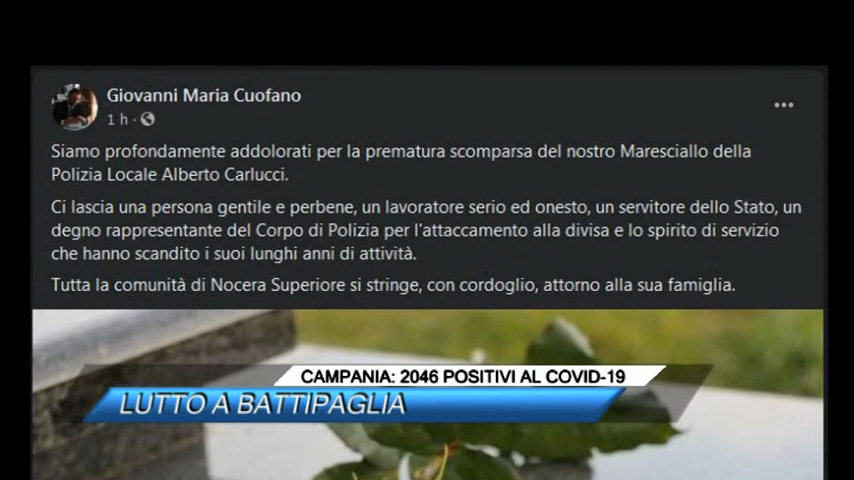 Giovanni Maria Cuofano
1 h ·
Siamo profondamente addolorati per la prematura scomparsa del nostro Maresciallo della
Polizia Locale Alberto Carlucci.
Ci lascia una persona gentile e perbene, un lavoratore serio ed onesto, un servitore dello Stato, un
degno rappresentante del Corpo di Polizia per l'attaccamento alla divisa e lo spirito di servizio
che hanno scandito i suoi lunghi anni di attività.
Tutta la comunità di Nocera Superiore si stringe, con cordoglio, attorno alla sua famiglia.
CAMPANIA: 2046 POSITIVI AL COVID-19
LUTTO A BATTIPAGLIA